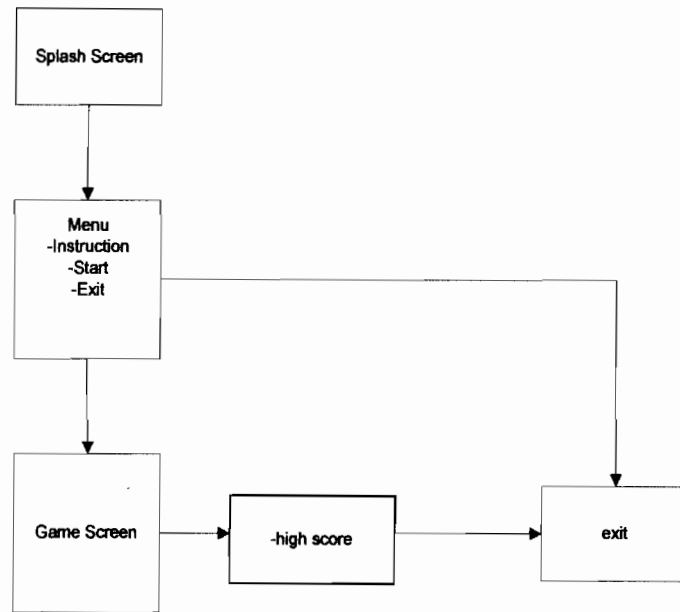 Splash Screen
Menu
-Instruction
-Start
-Exit
Game Screen
-high score
exit